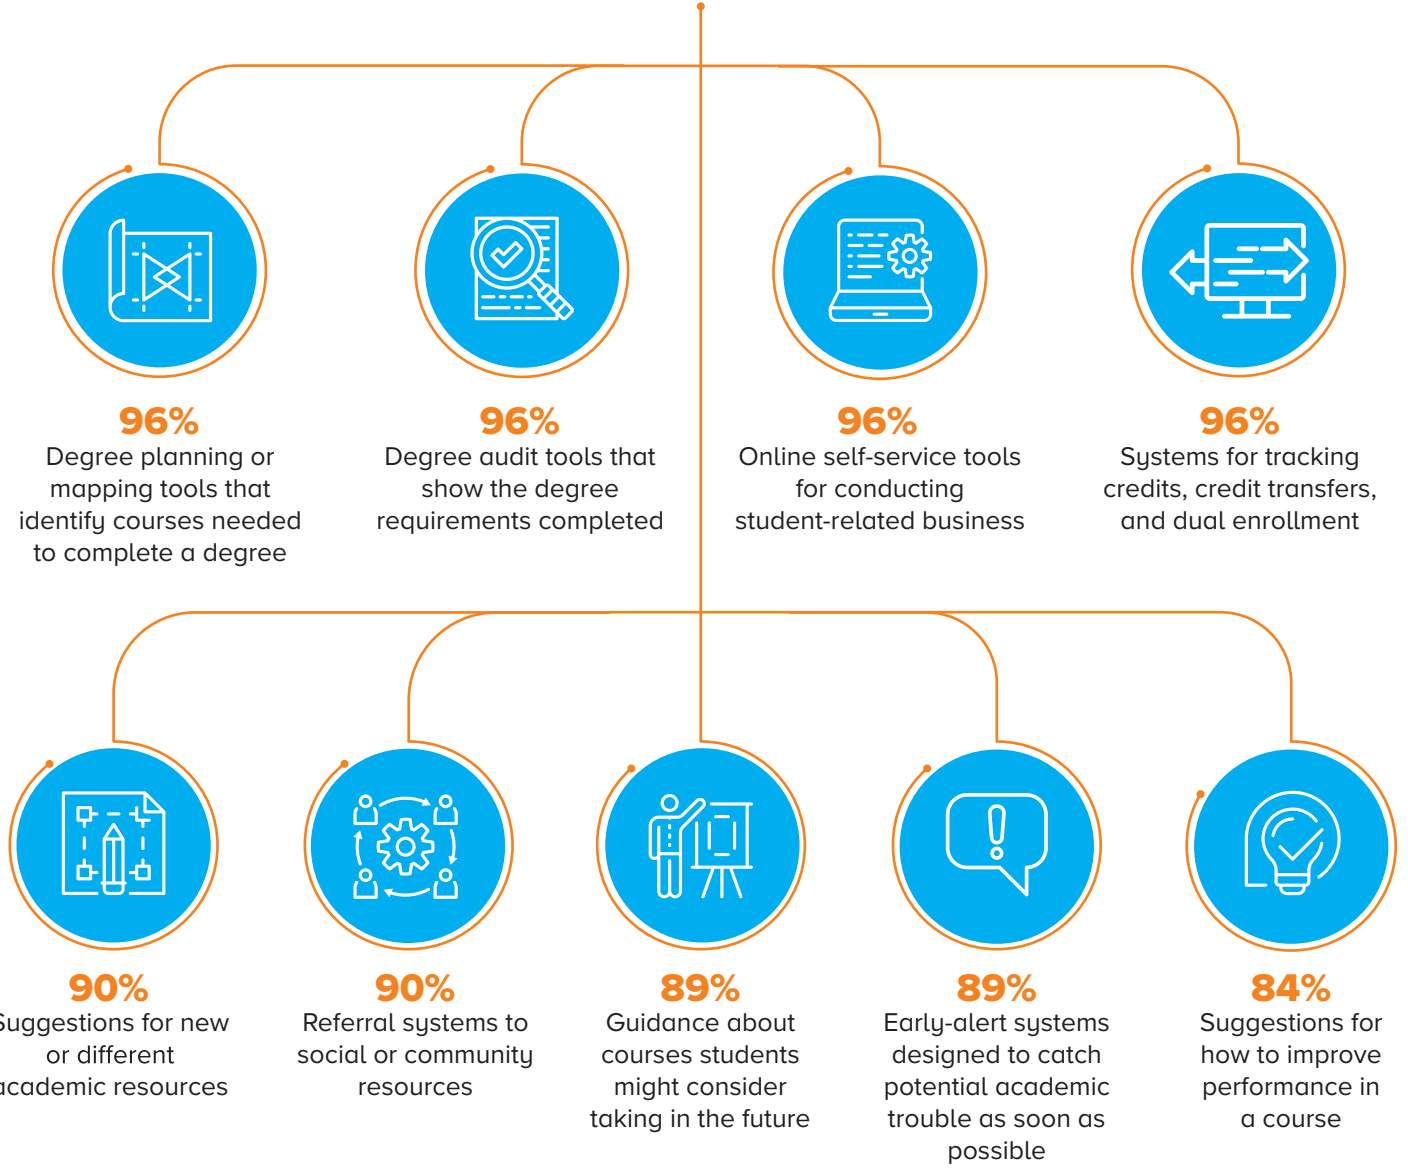 96%
Degree planning or
mapping tools that
identify courses needed
to complete a degree
96%
Degree audit tools that
show the degree
requirements completed
96%
Online self-service tools
for conducting
student-related business
96%
Systems for tracking
credits, credit transfers,
and dual enrollment
90%
Suggestions for new
or different
academic resources
90%
Referral systems to
social or community
resources
89%
Guidance about
courses students
might consider
taking in the future
89%
Early-alert systems
designed to catch
potential academic
trouble as soon as
possible
84%
Suggestions for
how to improve
performance in
a course